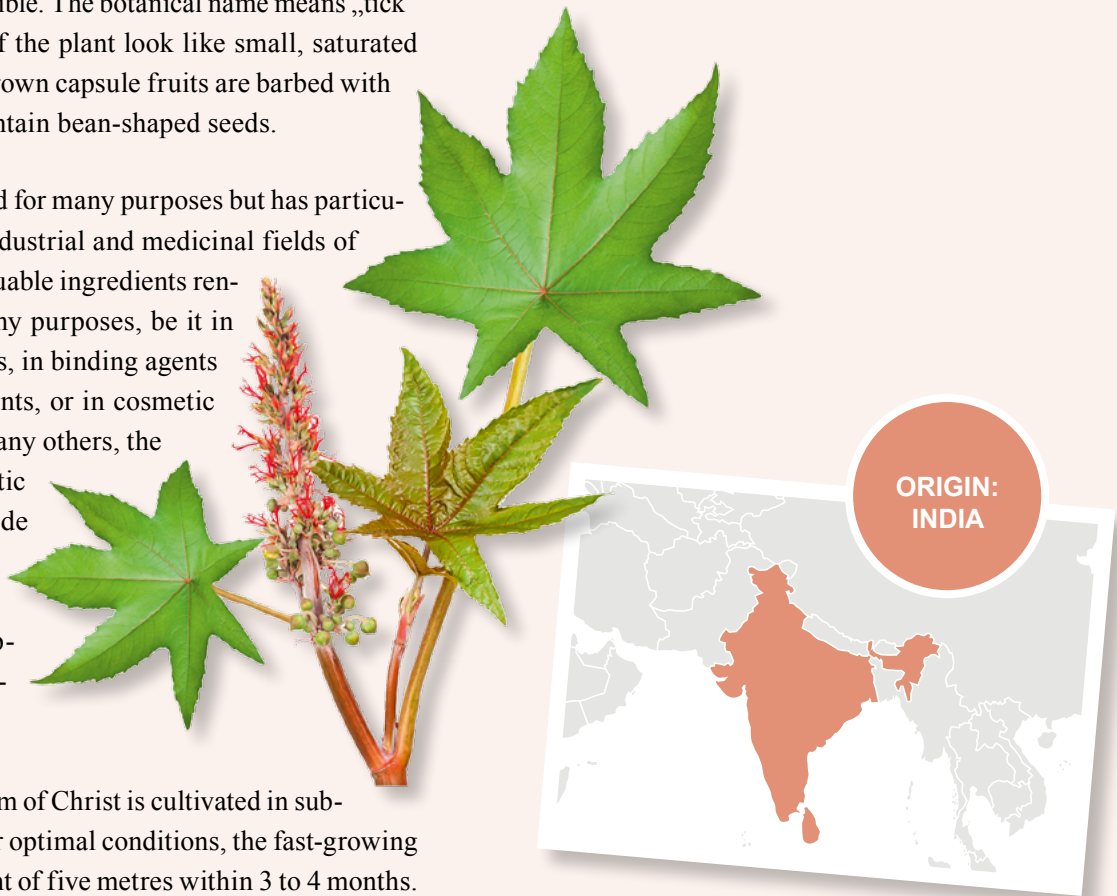 ible. The botanical name means „tick
f the plant look like small, saturated
own capsule fruits are barbed with
ntain bean-shaped seeds.
d for many purposes but has particu-
dustrial and medicinal fields of
uable ingredients ren-
ny purposes, be it in
s, in binding agents
nts, or in cosmetic
any others, the
tic
de
o-
-
m of Christ is cultivated in sub-
r optimal conditions, the fast-growing
nt of five metres within 3 to 4 months.
ORIGIN:
INDIA